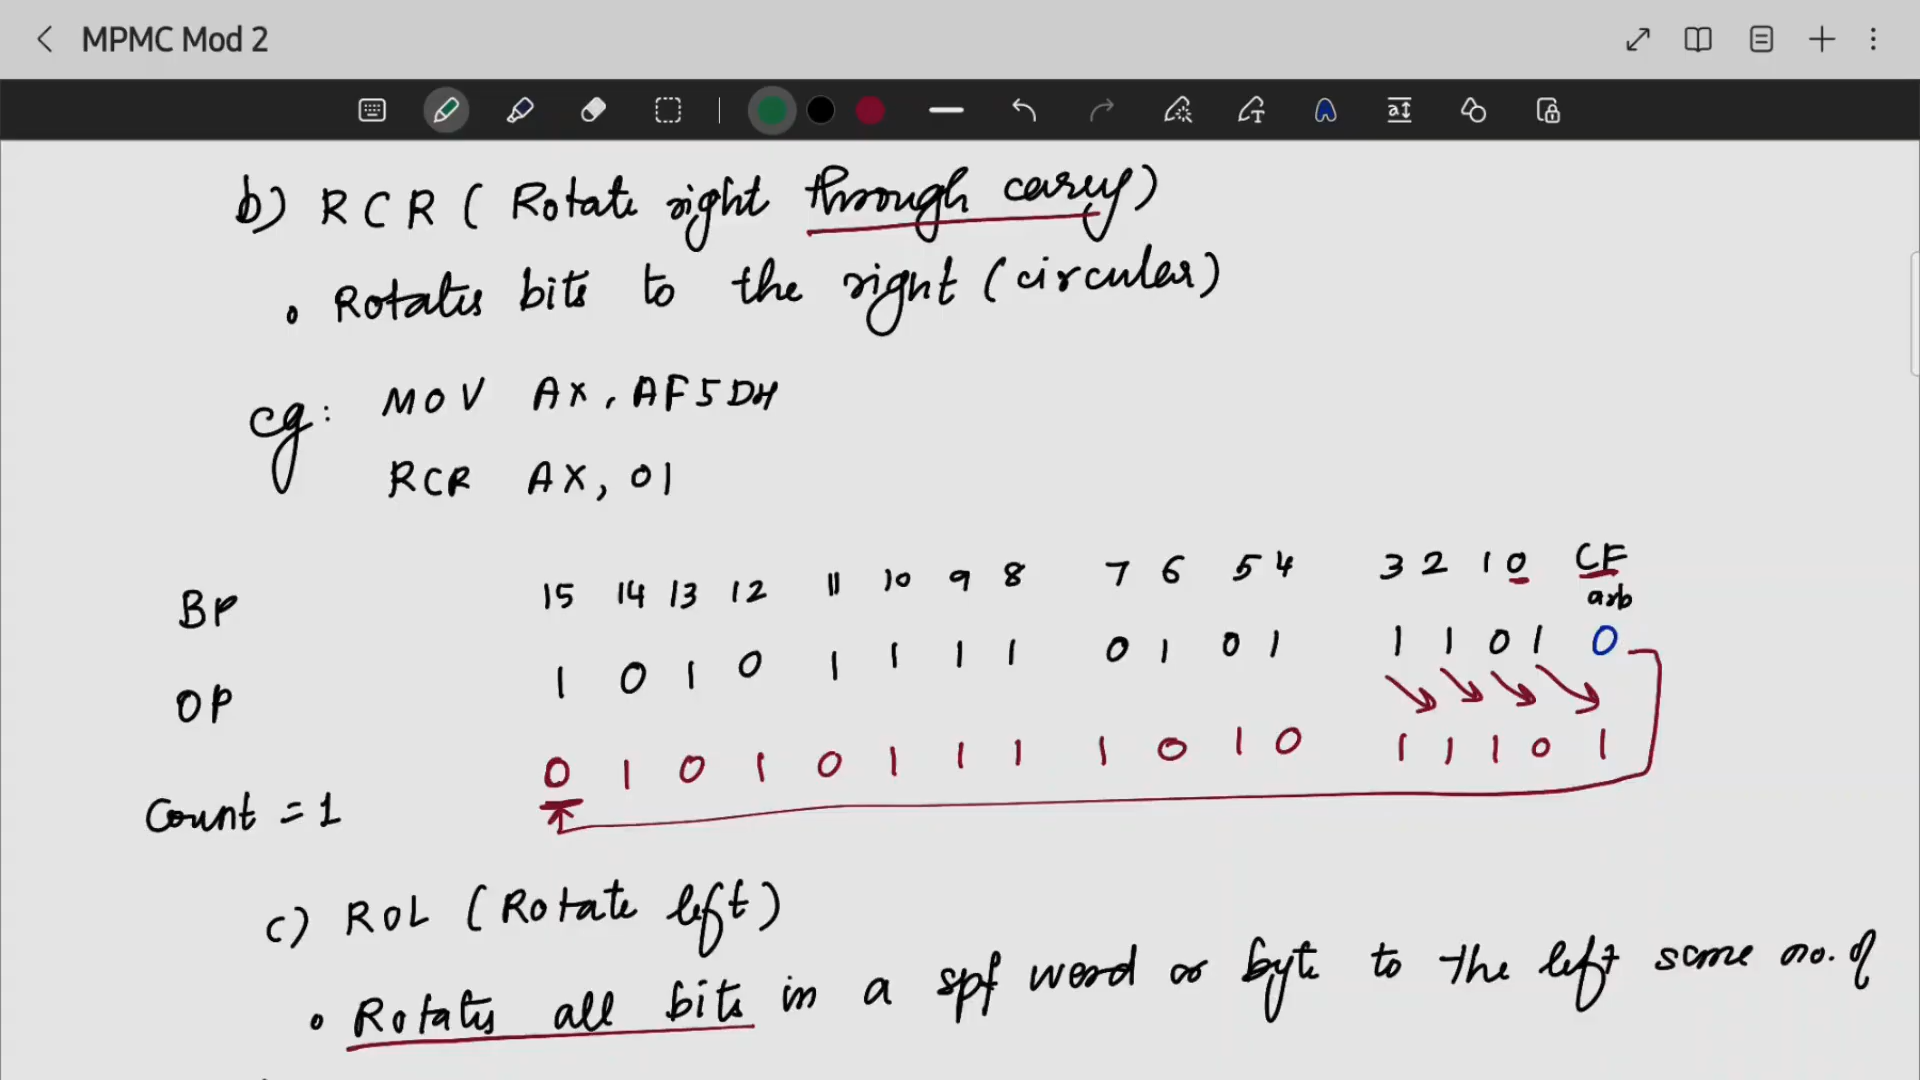 MPMC Mod 2
b) RCR (Rotate right through carry)
• Rotates bits to the right (circular)
eg: MOV AX, AF5DH
RCR AX, 01
BP 15 14 13 12 11 10 9 8 7 6 5 4 3 2 1 0 CF
arb
OP 1 0 1 0 1 1 1 1 0 1 0 1 1 1 0 1 0
0 1 0 1 0 1 1 1 1 0 1 0 1 1 1 0 1
Count = 1
c) ROL (Rotate left)
• Rotates all bits in a spf word or byte to the left some no. of